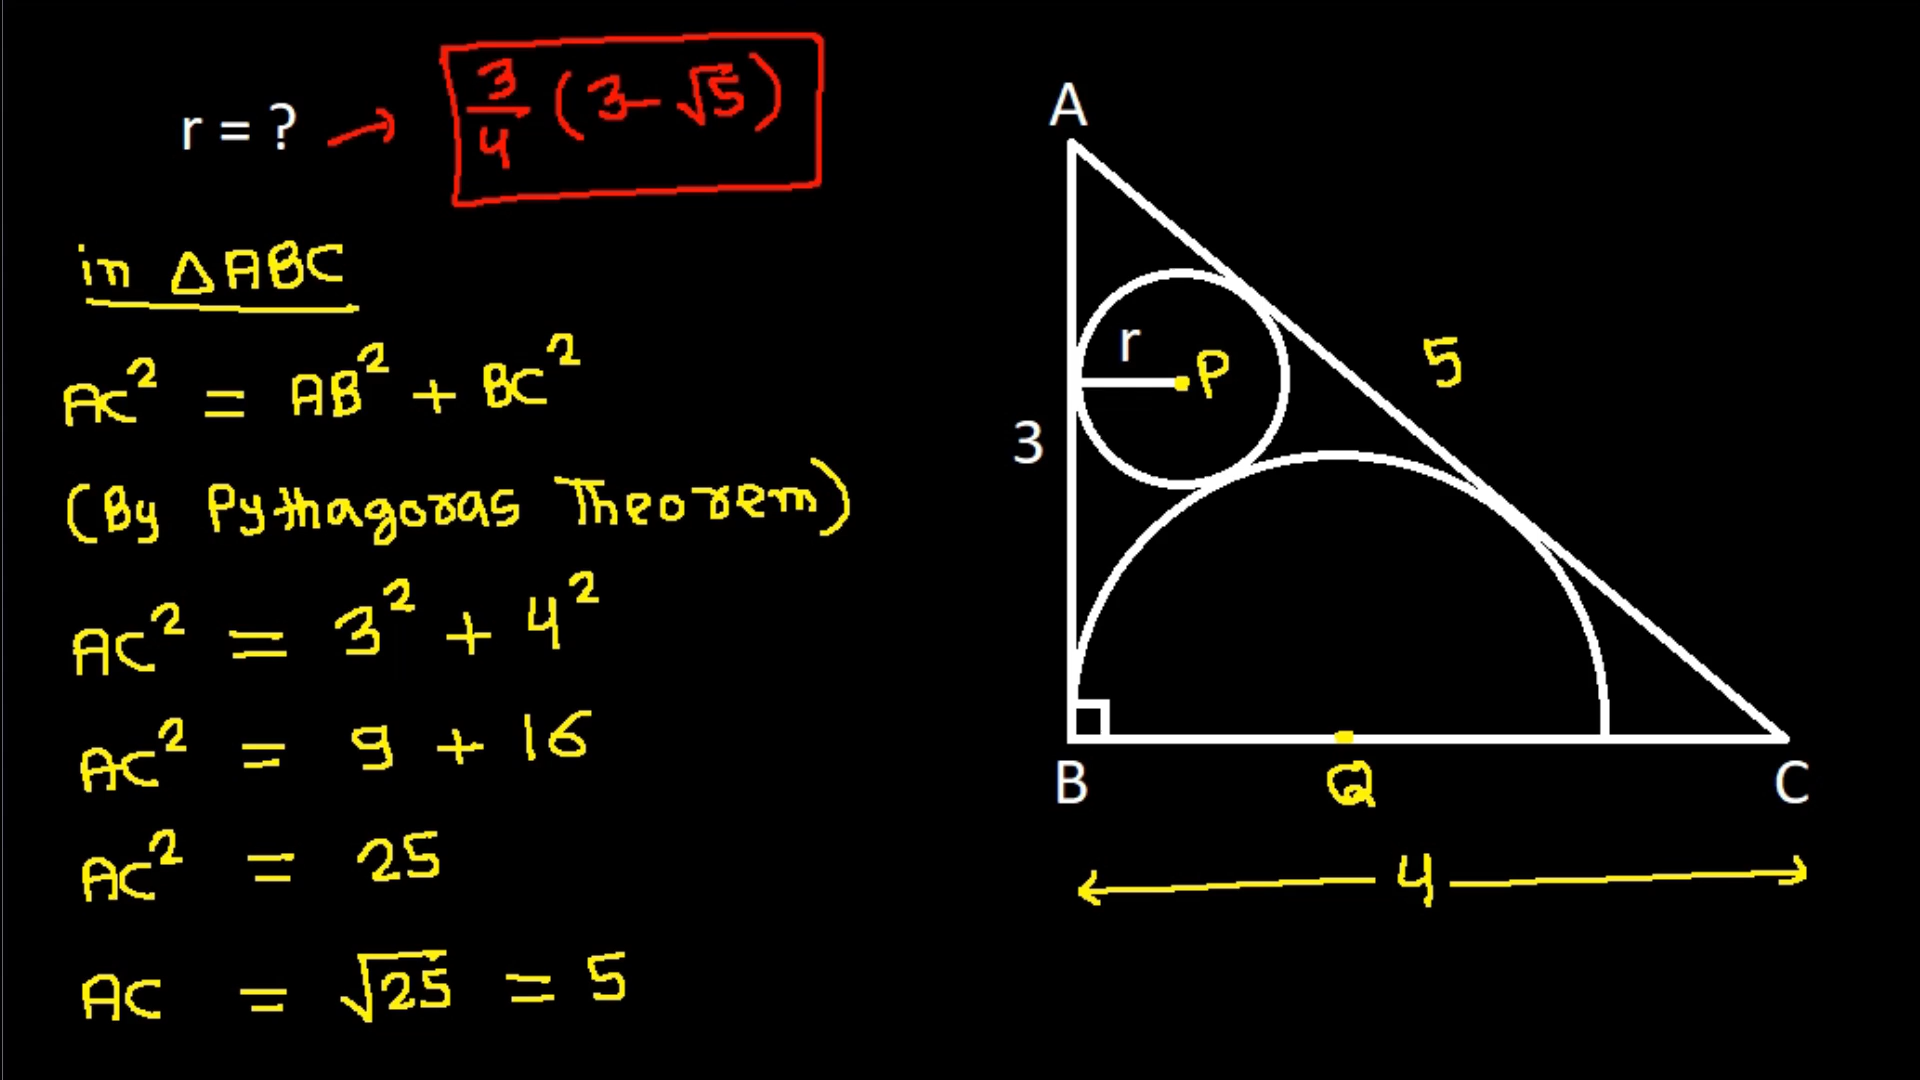 r = ? → 3/4 (3-√5)
in △ABC
AC² = AB² + BC²
(By Pythagoras Theorem)
AC² = 3² + 4²
AC² = 9 + 16
AC² = 25
AC = √25 = 5
A
r
P
5
3
B
Q
C
4